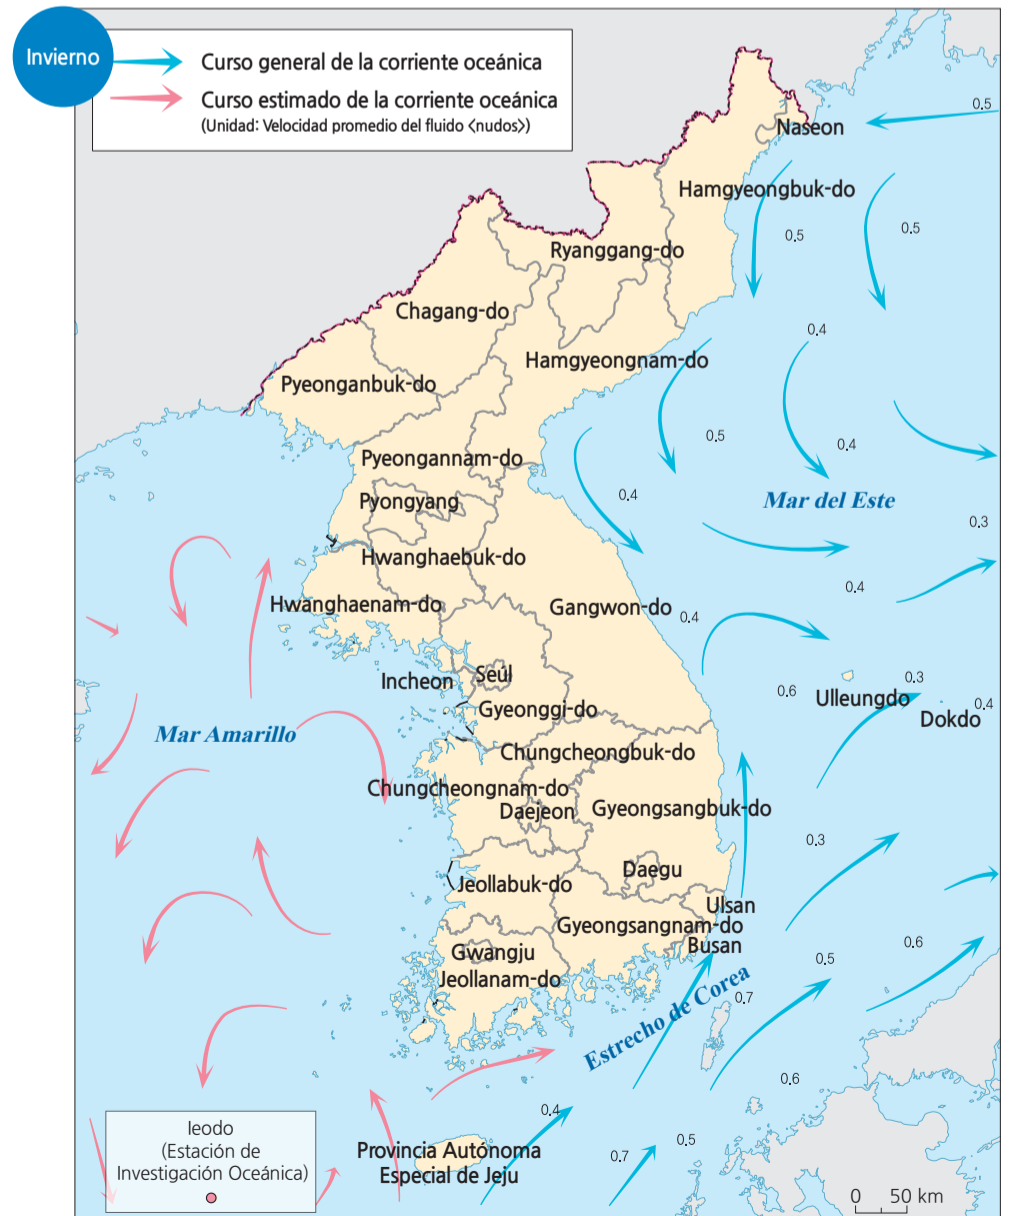 Invierno
Curso general de la corriente oceánica
Curso estimado de la corriente oceánica
(Unidad: Velocidad promedio del fluido <nudos>)
0.5
Naseon
Hamgyeongbuk-do
0.5
0.5
Ryanggang-do
Chagang-do
0.4
Hamgyeongnam-do
Pyeonganbuk-do
0.5
0.4
Pyeongannam-do
0.4
Pyongyang
Mar del Este
0.3
Hwanghaebuk-do
0.4
Hwanghaenam-do
Gangwon-do
0.4
Incheon
Seúl
0.6
0.3
Ulleungdo
0.4
Dokdo
Gyeonggi-do
Mar Amarillo
Chungcheongbuk-do
Chungcheongnam-do
Daejeon
Gyeongsangbuk-do
0.3
Daegu
Jeollabuk-do
Ulsan
Gyeongsangnam-do
Busan
0.6
Gwangju
0.5
Jeollanam-do
0.7
Estrecho de Corea
0.6
0.4
Ieodo
(Estación de
Investigación Oceánica)
Provincia Autónoma
Especial de Jeju
0.5
0.7
0 50 km